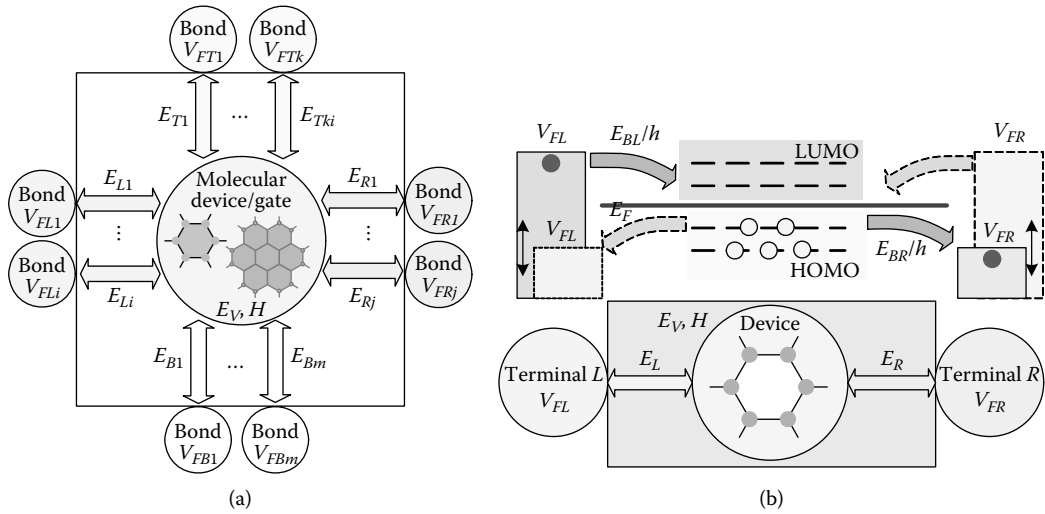 Bond
V_FT1
Bond
V_FTk
E_T1
...
E_Tki
Bond
V_FL1
E_L1
Molecular
device/gate
E_R1
Bond
V_FR1
...
...
Bond
V_FLi
E_Li
E_V, H
E_Rj
Bond
V_FRj
E_B1
...
E_Bm
Bond
V_FB1
Bond
V_FBm
(a)
V_FL
E_BL/h
LUMO
V_FR
V_FL
E_F
HOMO
E_BR/h
V_FR
E_V, H
Device
Terminal L
V_FL
E_L
E_R
Terminal R
V_FR
(b)